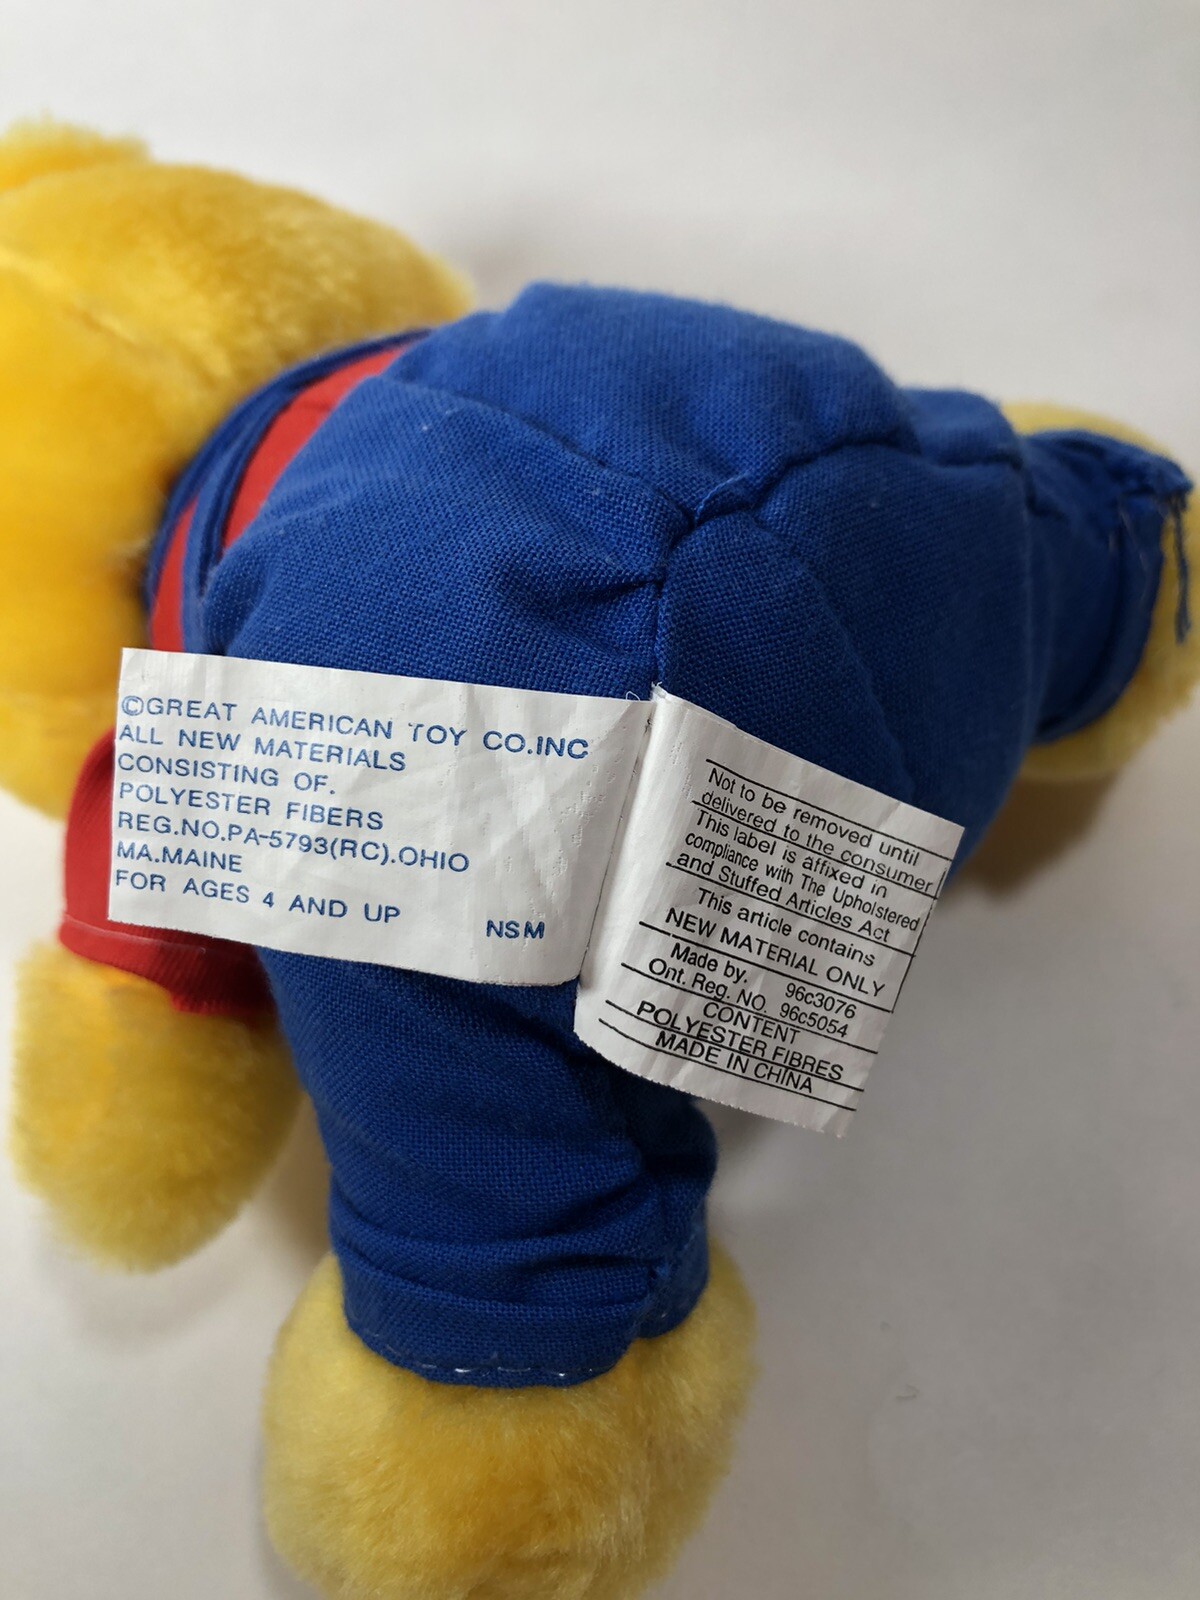 ©GREAT AMERICAN TOY CO.INC
ALL NEW MATERIALS
CONSISTING OF.
POLYESTER FIBERS
REG.NO.PA-5793(RC).OHIO
MA.MAINE
FOR AGES 4 AND UP NSM
Not to be removed until
delivered to the consumer
This label is affixed in
compliance with The Upholstered
and Stuffed Articles Act
This article contains
NEW MATERIAL ONLY
Made by. 96c3076
Ont. Reg. NO. 96c5054
CONTENT
POLYESTER FIBRES
MADE IN CHINA